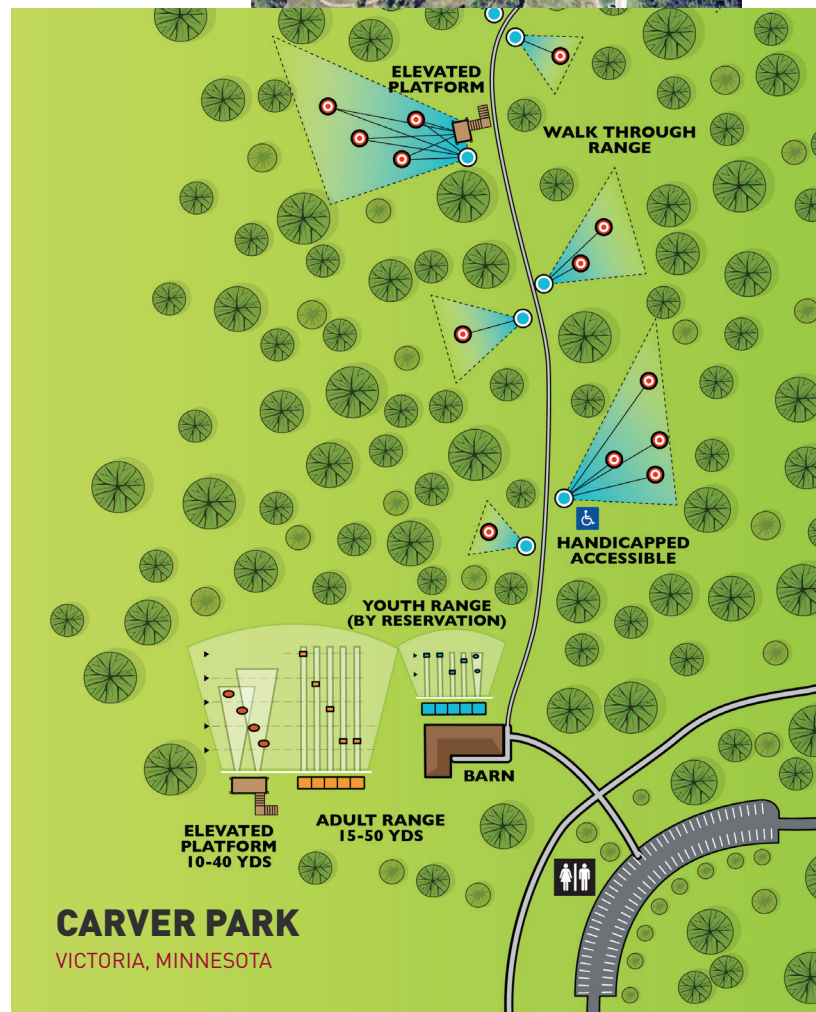 ELEVATED
PLATFORM
WALK THROUGH
RANGE
HANDICAPPED
ACCESSIBLE
YOUTH RANGE
(BY RESERVATION)
BARN
ADULT RANGE
15-50 YDS
ELEVATED
PLATFORM
10-40 YDS
CARVER PARK
VICTORIA, MINNESOTA